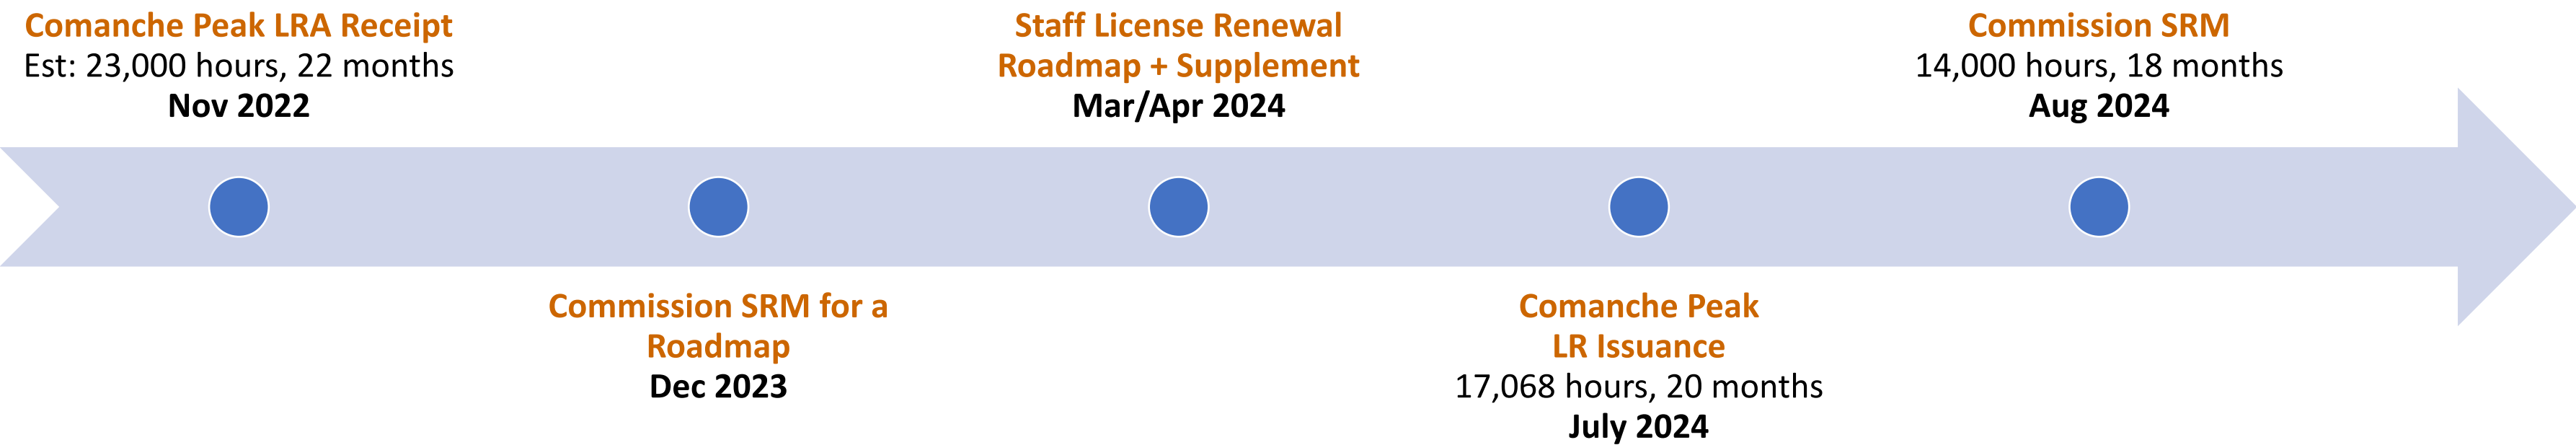 Comanche Peak LRA Receipt
Est: 23,000 hours, 22 months
Nov 2022
Commission SRM for a
Roadmap
Dec 2023
Staff License Renewal
Roadmap + Supplement
Mar/Apr 2024
Comanche Peak
LR Issuance
17,068 hours, 20 months
July 2024
Commission SRM
14,000 hours, 18 months
Aug 2024